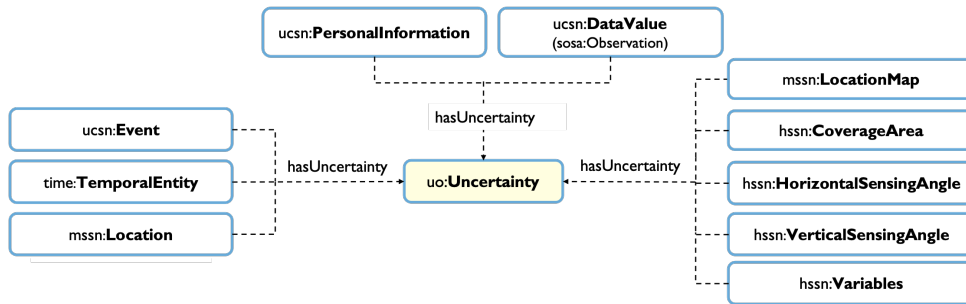 ucsn:PersonalInformation
ucsn:DataValue
(sosa:Observation)
hasUncertainty
ucsn:Event
time:TemporalEntity
mssn:Location
hasUncertainty
uo:Uncertainty
hasUncertainty
mssn:LocationMap
hssn:CoverageArea
hssn:HorizontalSensingAngle
hssn:VerticalSensingAngle
hssn:Variables